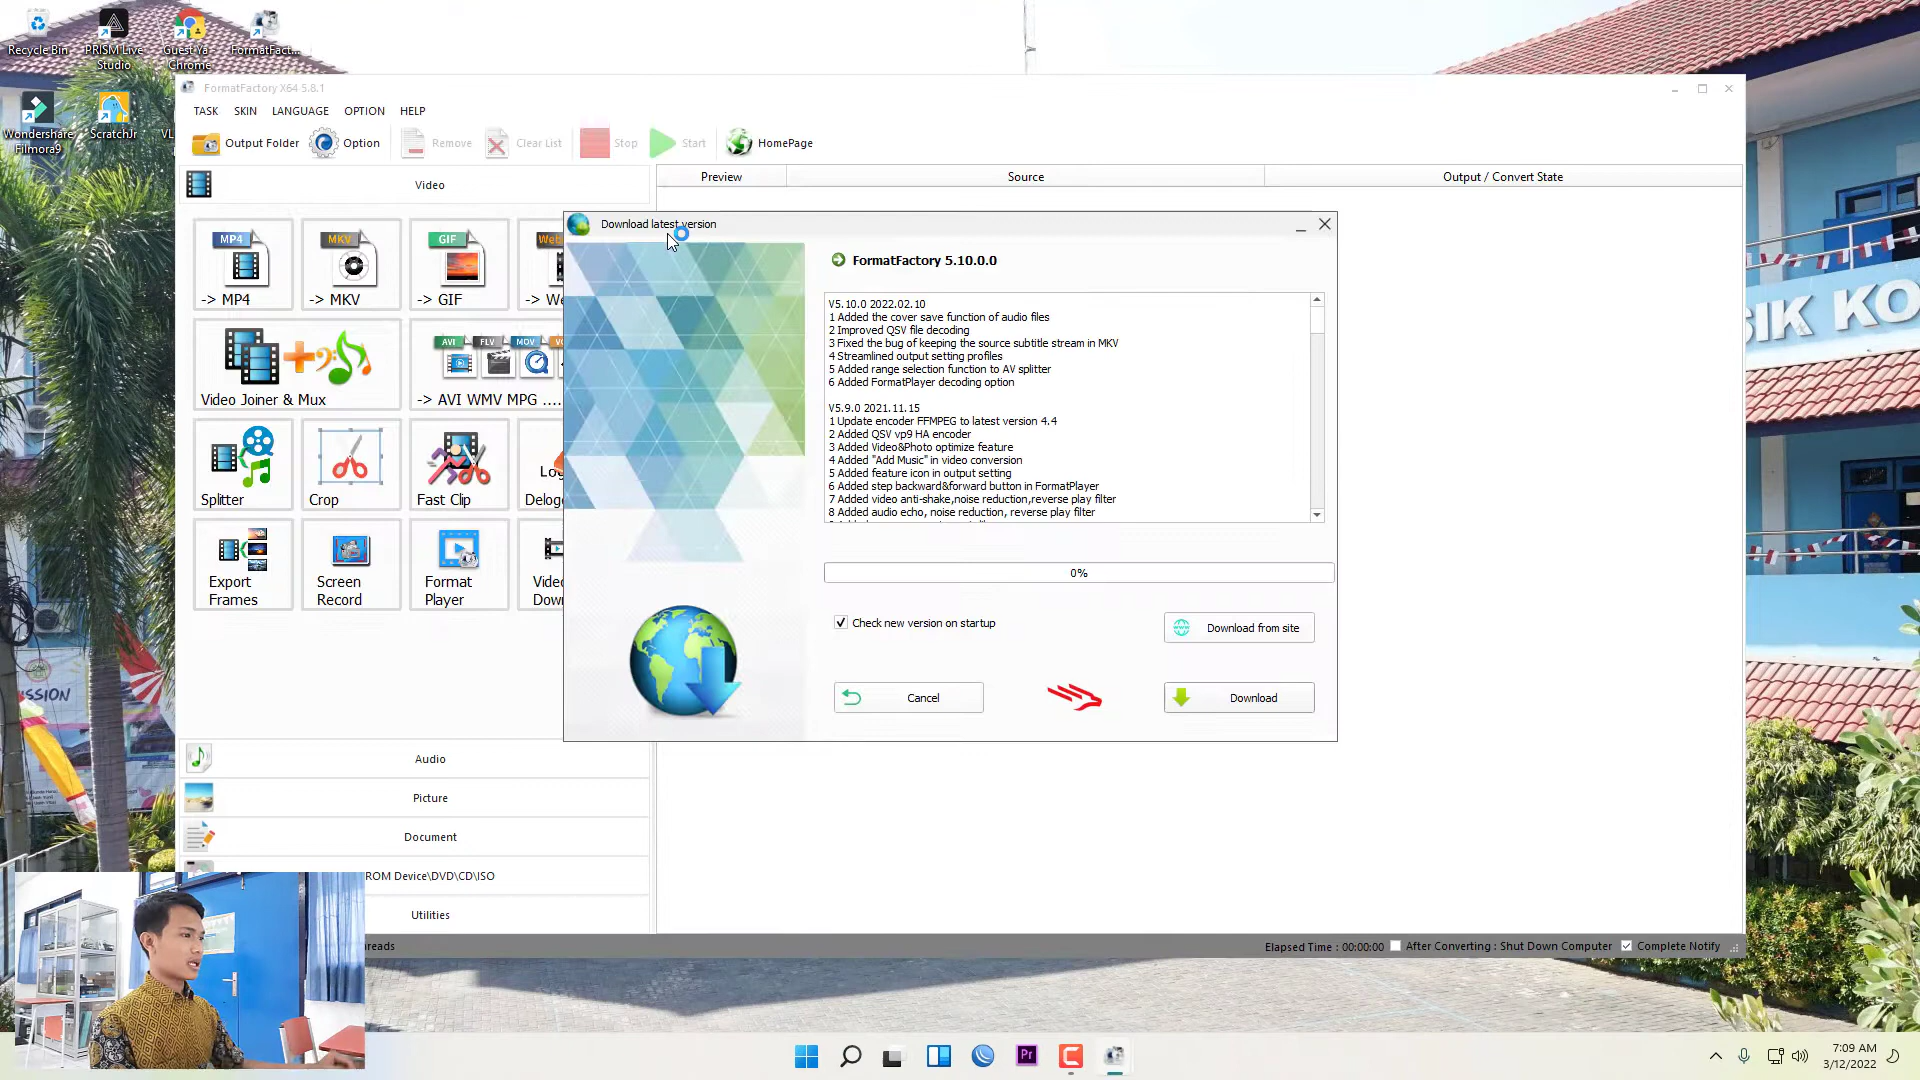 Recycle Bin
PRISM Live
Studio
Guest Ya-
Chrome
FormatFact...
Wondershare
Filmora9
ScratchJr
VL
FormatFactory X64 5.8.1
TASK SKIN LANGUAGE OPTION HELP
Output Folder Option Remove Clear List Stop Start HomePage
Video
Preview Source Output / Convert State
MP4 MKV GIF Web
-> MP4 -> MKV -> GIF -> We
AVI FLV MOV
Video Joiner & Mux -> AVI WMV MPG ....
Splitter Crop Fast Clip Delogo
Export
Frames
Screen
Record
Format
Player
Video
Down
Audio
Picture
Document
ROM Device\DVD\CD\ISO
Utilities
reads
Elapsed Time : 00:00:00 After Converting : Shut Down Computer Complete Notify
Download latest version
FormatFactory 5.10.0.0
V5.10.0 2022.02.10
1 Added the cover save function of audio files
2 Improved QSV file decoding
3 Fixed the bug of keeping the source subtitle stream in MKV
4 Streamlined output setting profiles
5 Added range selection function to AV splitter
6 Added FormatPlayer decoding option
V5.9.0 2021.11.15
1 Update encoder FFMPEG to latest version 4.4
2 Added QSV vp9 HA encoder
3 Added Video&Photo optimize feature
4 Added "Add Music" in video conversion
5 Added feature icon in output setting
6 Added step backward&forward button in FormatPlayer
7 Added video anti-shake,noise reduction,reverse play filter
8 Added audio echo, noise reduction, reverse play filter
0%
Check new version on startup
Download from site
Cancel
Download
SIK KO
SSION
Pr
7:09 AM
3/12/2022